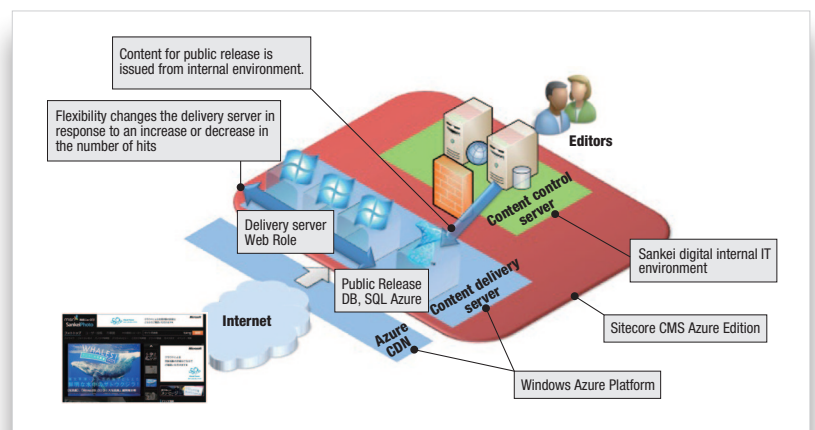 Content for public release is
issued from internal environment.
Flexibility changes the delivery server in
response to an increase or decrease in
the number of hits
Editors
Content control
server
Delivery server
Web Role
Sankei digital internal IT
environment
Public Release
DB, SQL Azure
Content delivery
server
Internet
Sitecore CMS Azure Edition
Azure
CDN
Windows Azure Platform
SankeiPhoto
WHALES